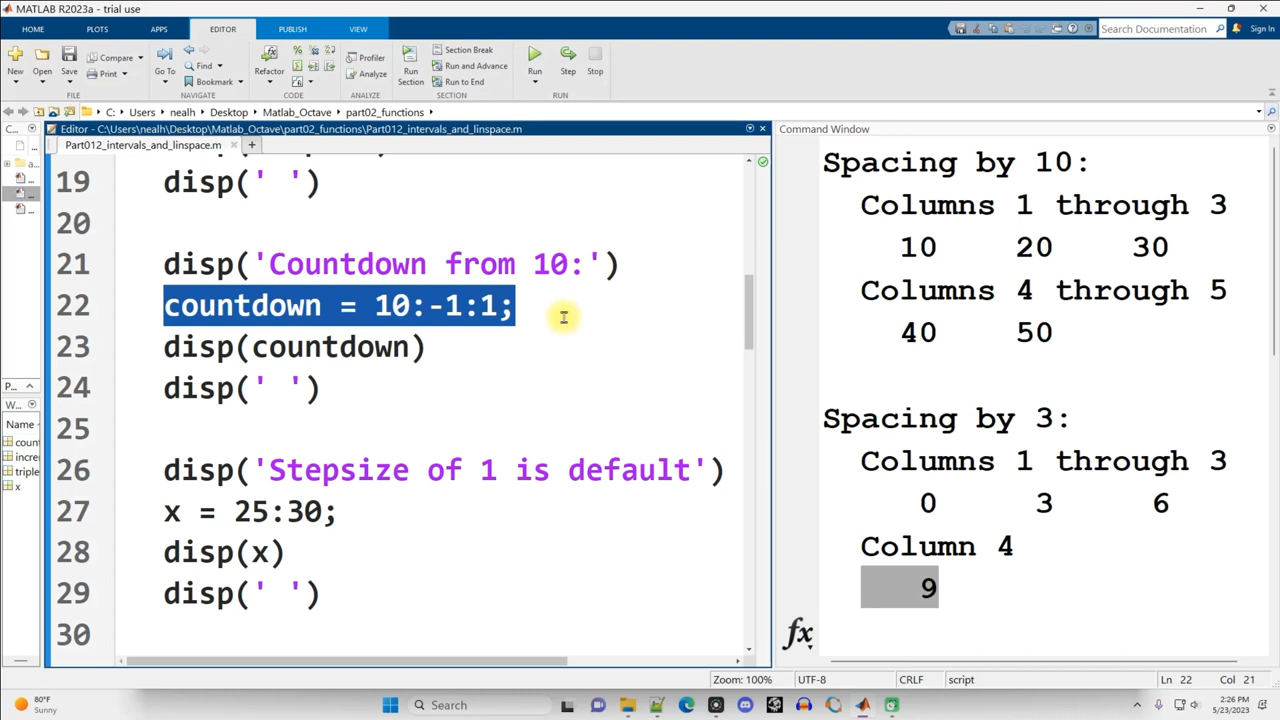 MATLAB R2023a - trial use
HOME PLOTS APPS EDITOR PUBLISH VIEW
Search Documentation
Sign In
New Open Save
Compare
Print
Go To
Find
Bookmark
Refactor
Profiler
Analyze
Run Section
Section Break
Run and Advance
Run to End
Run Step Stop
FILE NAVIGATE CODE ANALYZE SECTION RUN
C: Users nealh Desktop Matlab_Octave part02_functions
C...
Editor - C:\Users\nealh\Desktop\Matlab_Octave\part02_functions\Part012_intervals_and_linspace.m
Part012_intervals_and_linspace.m
+
19 disp(' ')
20
21 disp('Countdown from 10:')
22 countdown = 10:-1:1;
23 disp(countdown)
24 disp(' ')
25
26 disp('Stepsize of 1 is default')
27 x = 25:30;
28 disp(x)
29 disp(' ')
30
P...
W...
Name
count
increr
triple
x
Command Window
Spacing by 10:
Columns 1 through 3
10 20 30
Columns 4 through 5
40 50
Spacing by 3:
Columns 1 through 3
0 3 6
Column 4
9
fx
Zoom: 100% UTF-8 CRLF script Ln 22 Col 21
80°F
Sunny
Search
2:26 PM
5/23/2023